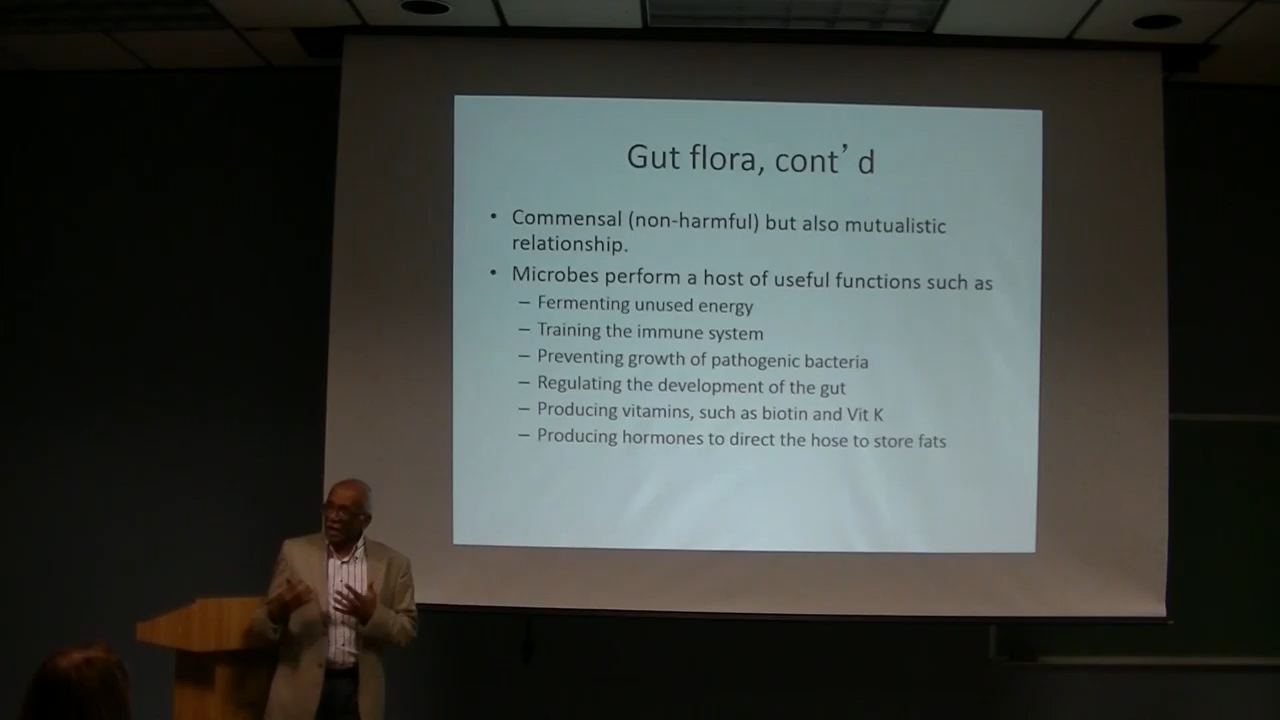 Gut flora, cont’ d
• Commensal (non-harmful) but also mutualistic
relationship.
• Microbes perform a host of useful functions such as
– Fermenting unused energy
– Training the immune system
– Preventing growth of pathogenic bacteria
– Regulating the development of the gut
– Producing vitamins, such as biotin and Vit K
– Producing hormones to direct the hose to store fats